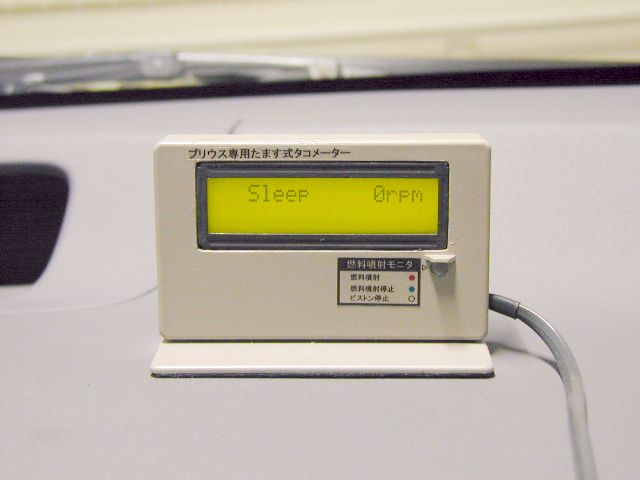 プリウス専用たます式タコメーター
Sleep 0rpm
燃料噴射モニタ
燃料噴射
燃料噴射停止
ピストン停止